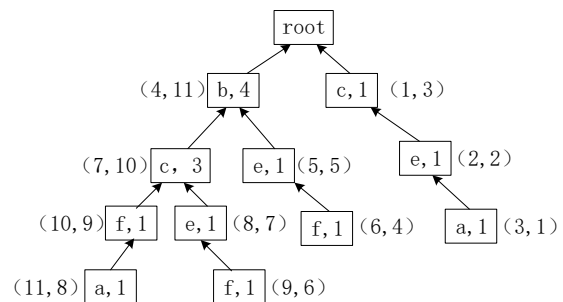 root
(4, 11) b, 4 c, 1 (1, 3)
(7, 10) c, 3 e, 1 (5, 5) e, 1 (2, 2)
(10, 9) f, 1 e, 1 (8, 7) f, 1 (6, 4) a, 1 (3, 1)
(11, 8) a, 1 f, 1 (9, 6)